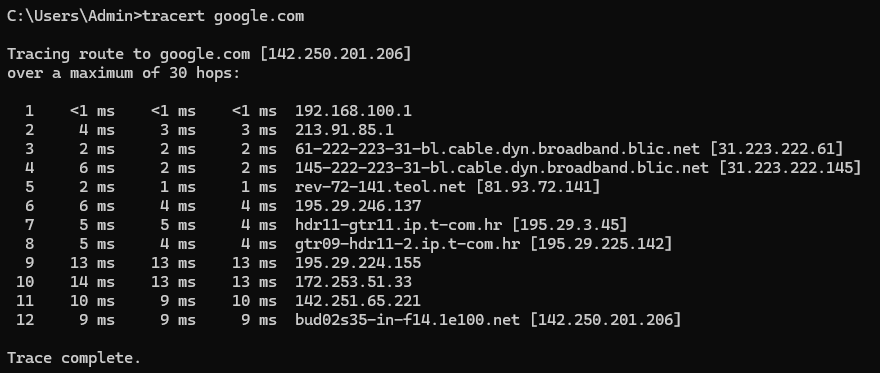 C:\Users\Admin>tracert google.com
Tracing route to google.com [142.250.201.206]
over a maximum of 30 hops:
1 <1 ms <1 ms <1 ms 192.168.100.1
2 4 ms 3 ms 3 ms 213.91.85.1
3 2 ms 2 ms 2 ms 61-222-223-31-bl.cable.dyn.broadband.blic.net [31.223.222.61]
4 6 ms 2 ms 2 ms 145-222-223-31-bl.cable.dyn.broadband.blic.net [31.223.222.145]
5 2 ms 1 ms 1 ms rev-72-141.teol.net [81.93.72.141]
6 6 ms 4 ms 4 ms 195.29.246.137
7 5 ms 5 ms 4 ms hdr11-gtr11.ip.t-com.hr [195.29.3.45]
8 5 ms 4 ms 4 ms gtr09-hdr11-2.ip.t-com.hr [195.29.225.142]
9 13 ms 13 ms 13 ms 195.29.224.155
10 14 ms 13 ms 13 ms 172.253.51.33
11 10 ms 9 ms 10 ms 142.251.65.221
12 9 ms 9 ms 9 ms bud02s35-in-f14.1e100.net [142.250.201.206]
Trace complete.